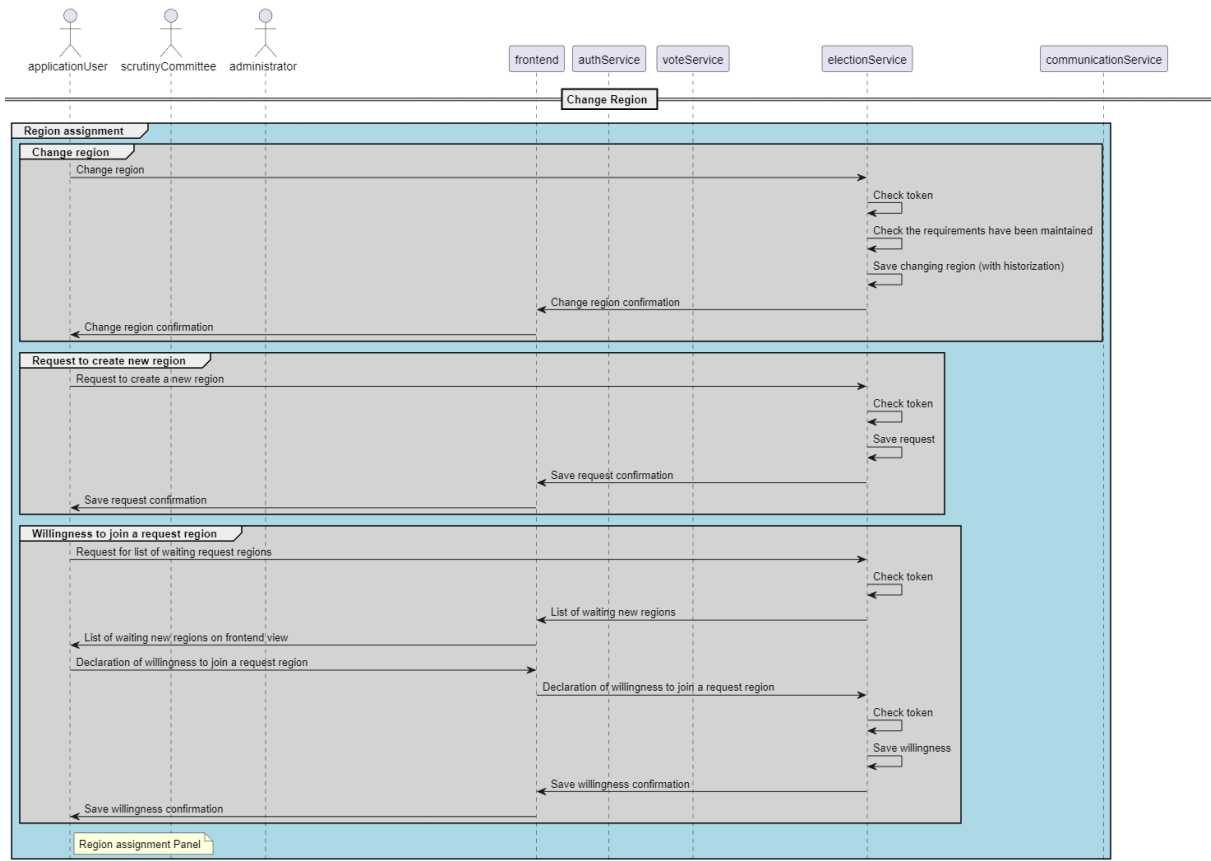 applicationUser scrutinyCommittee administrator frontend authService voteService electionService communicationService
Change Region
Region assignment
Change region
Change region
Check token
Check the requirements have been maintained
Save changing region (with historization)
Change region confirmation
Change region confirmation
Request to create new region
Request to create a new region
Check token
Save request
Save request confirmation
Save request confirmation
Willingness to join a request region
Request for list of waiting request regions
Check token
List of waiting new regions
List of waiting new regions on frontend view
Declaration of willingness to join a request region
Declaration of willingness to join a request region
Check token
Save willingness
Save willingness confirmation
Save willingness confirmation
Region assignment Panel